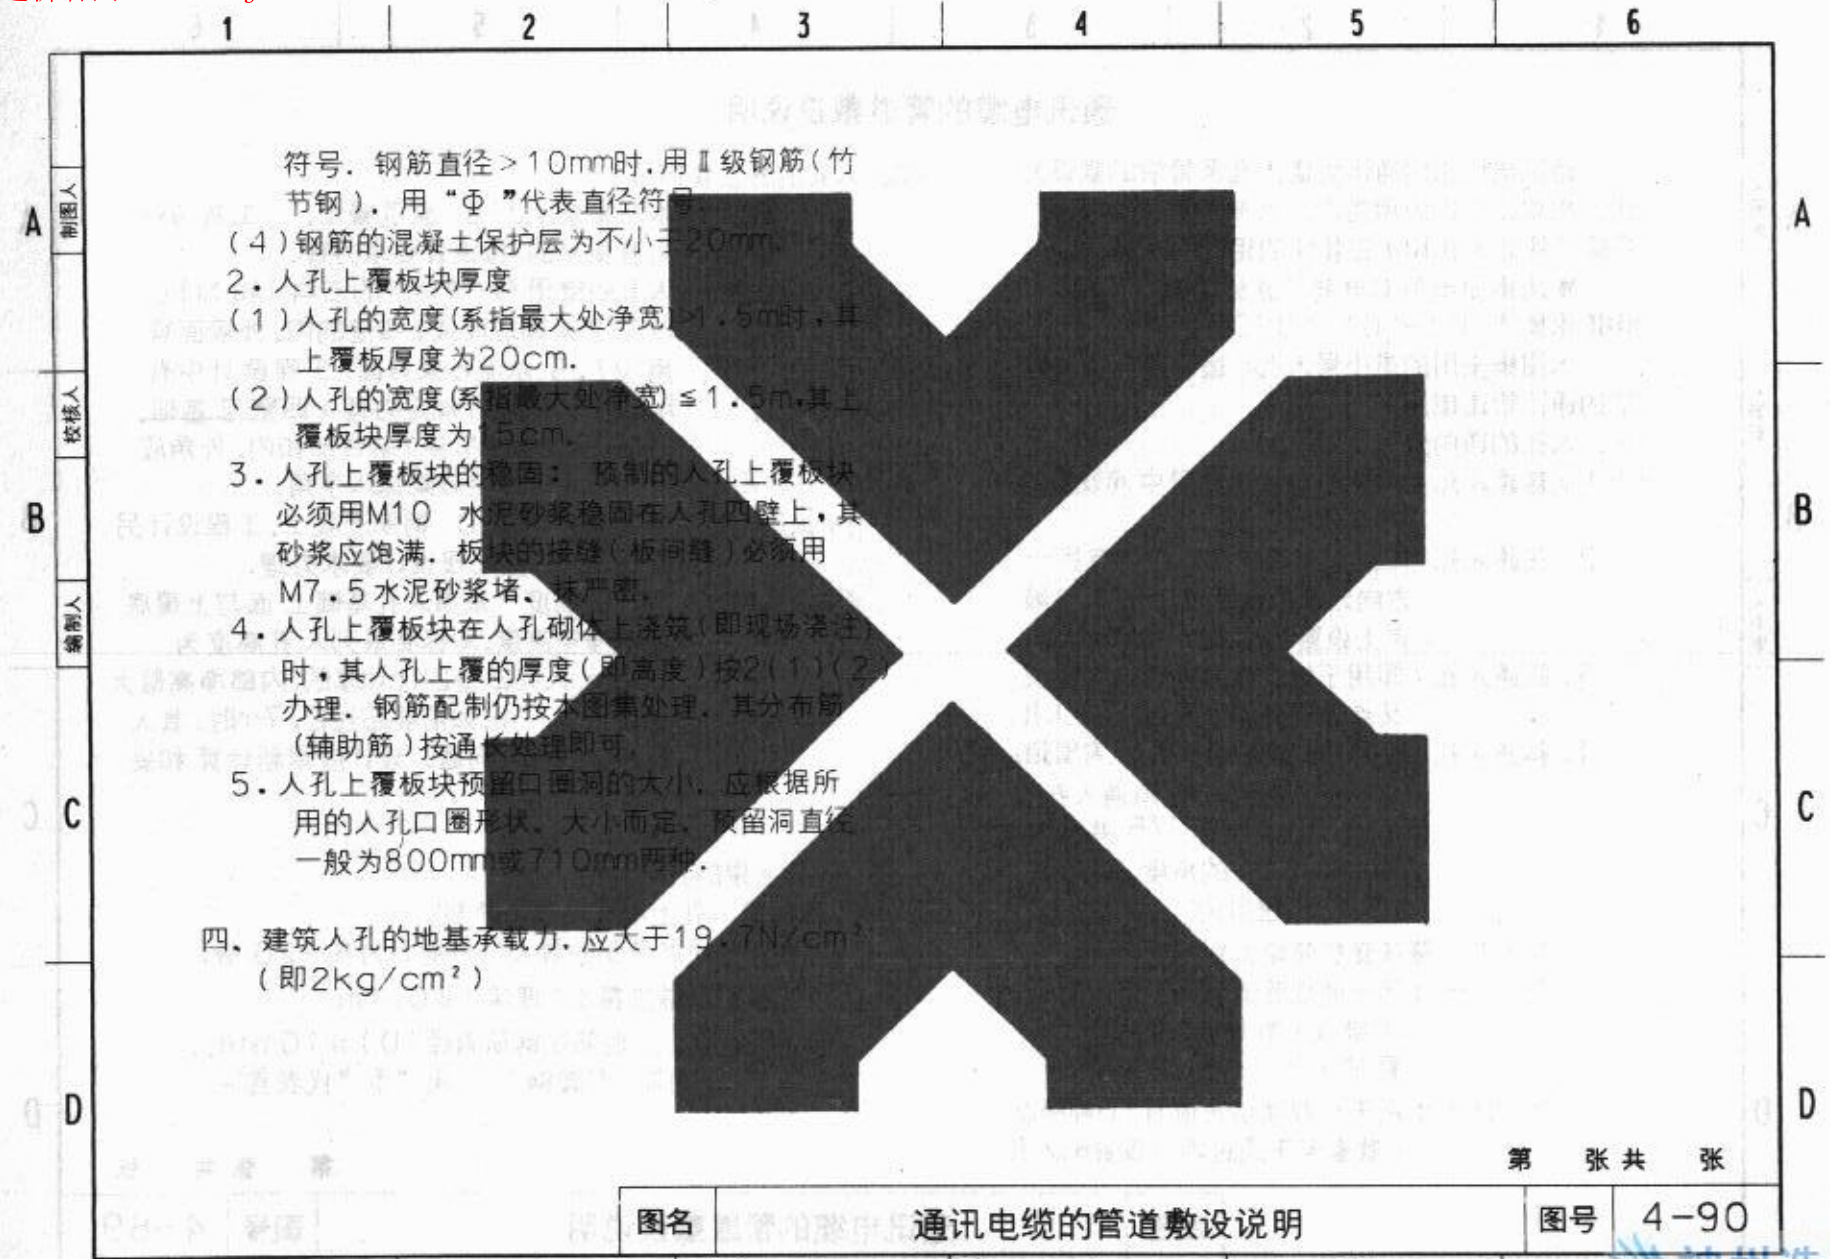 1 2 3 4 5 6
符号．钢筋直径>10mm时．用Ⅱ级钢筋(竹
节钢)．用“Φ”代表直径符号．
(4)钢筋的混凝土保护层为不小于20mm．
2．人孔上覆板块厚度
(1)人孔的宽度(系指最大处净宽)>1.5m时，其
上覆板厚度为20cm．
(2)人孔的宽度(系指最大处净宽)≦1.5m，其上
覆板块厚度为15cm．
3．人孔上覆板块的稳固： 预制的人孔上覆板块
必须用M10 水泥砂浆稳固在人孔四壁上，其
砂浆应饱满．板块的接缝(板间缝)必须用
M7.5水泥砂浆堵、抹严密．
4．人孔上覆板块在人孔砌体上浇筑(即现场浇注)
时，其人孔上覆的厚度(即高度)按2(1)(2)
办理．钢筋配制仍按本图集处理．其分布筋
(辅助筋)按通长处理即可．
5．人孔上覆板块预留口圈洞的大小．应根据所
用的人孔口圈形状、大小而定．预留洞直径
一般为800mm或710mm两种．
四、建筑人孔的地基承载力．应大于19.7N/cm²
(即2kg/cm²)
A
B
C
D
制图人
校核人
编制人
A
B
C
D
第 张共 张
图名 通讯电缆的管道敷设说明 图号 4-90